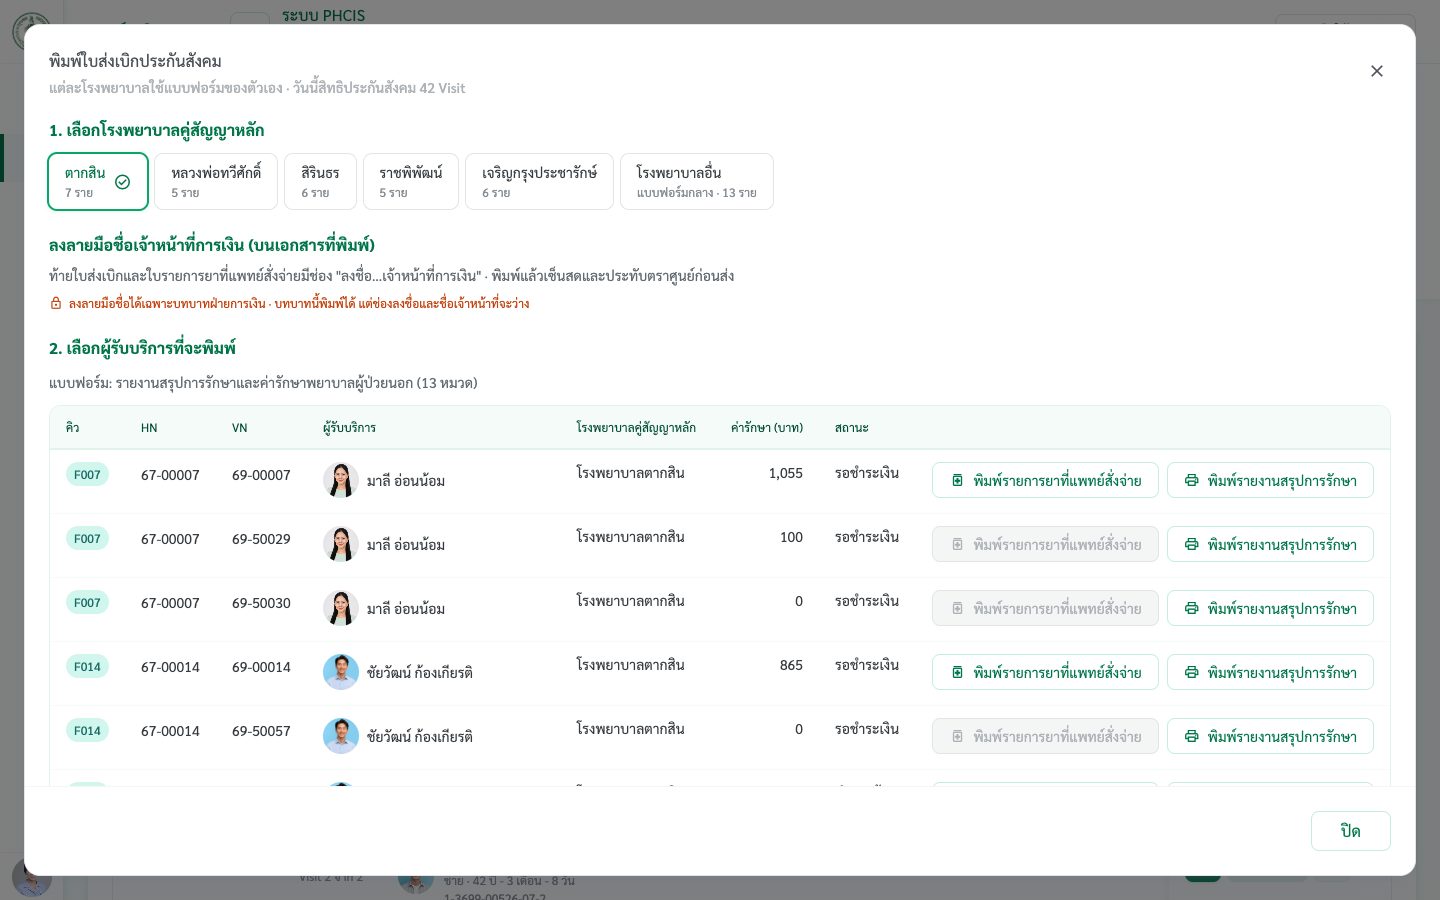 ระบบ PHCIS
พิมพ์ใบส่งเบิกประกันสังคม
แต่ละโรงพยาบาลใช้แบบฟอร์มของตัวเอง · วันนี้สิทธิประกันสังคม 42 Visit
1. เลือกโรงพยาบาลคู่สัญญาหลัก
ตากสิน
7 ราย
หลวงพ่อทวีศักดิ์
5 ราย
สิรินธร
6 ราย
ราชพิพัฒน์
5 ราย
เจริญกรุงประชารักษ์
6 ราย
โรงพยาบาลอื่น
แบบฟอร์มกลาง · 13 ราย
ลงลายมือชื่อเจ้าหน้าที่การเงิน (บนเอกสารที่พิมพ์)
ท้ายใบส่งเบิกและใบรายการยาที่แพทย์สั่งจ่ายมีช่อง "ลงชื่อ...เจ้าหน้าที่การเงิน" · พิมพ์แล้วเซ็นสดและประทับตราศูนย์ก่อนส่ง
ลงลายมือชื่อได้เฉพาะบทบาทฝ่ายการเงิน · บทบาทนี้พิมพ์ได้ แต่ช่องลงชื่อและชื่อเจ้าหน้าที่จะว่าง
2. เลือกผู้รับบริการที่จะพิมพ์
แบบฟอร์ม: รายงานสรุปการรักษาและค่ารักษาพยาบาลผู้ป่วยนอก (13 หมวด)
คิว HN VN ผู้รับบริการ โรงพยาบาลคู่สัญญาหลัก ค่ารักษา (บาท) สถานะ
F007 67-00007 69-00007 มาลี อ่อนน้อม โรงพยาบาลตากสิน 1,055 รอชำระเงิน พิมพ์รายการยาที่แพทย์สั่งจ่าย พิมพ์รายงานสรุปการรักษา
F007 67-00007 69-50029 มาลี อ่อนน้อม โรงพยาบาลตากสิน 100 รอชำระเงิน พิมพ์รายการยาที่แพทย์สั่งจ่าย พิมพ์รายงานสรุปการรักษา
F007 67-00007 69-50030 มาลี อ่อนน้อม โรงพยาบาลตากสิน 0 รอชำระเงิน พิมพ์รายการยาที่แพทย์สั่งจ่าย พิมพ์รายงานสรุปการรักษา
F014 67-00014 69-00014 ชัยวัฒน์ ก้องเกียรติ โรงพยาบาลตากสิน 865 รอชำระเงิน พิมพ์รายการยาที่แพทย์สั่งจ่าย พิมพ์รายงานสรุปการรักษา
F014 67-00014 69-50057 ชัยวัฒน์ ก้องเกียรติ โรงพยาบาลตากสิน 0 รอชำระเงิน พิมพ์รายการยาที่แพทย์สั่งจ่าย พิมพ์รายงานสรุปการรักษา
ปิด
Visit 2 จาก 2
ชาย - 42 ปี - 3 เดือน - 8 วัน
1-3699-00526-07-2